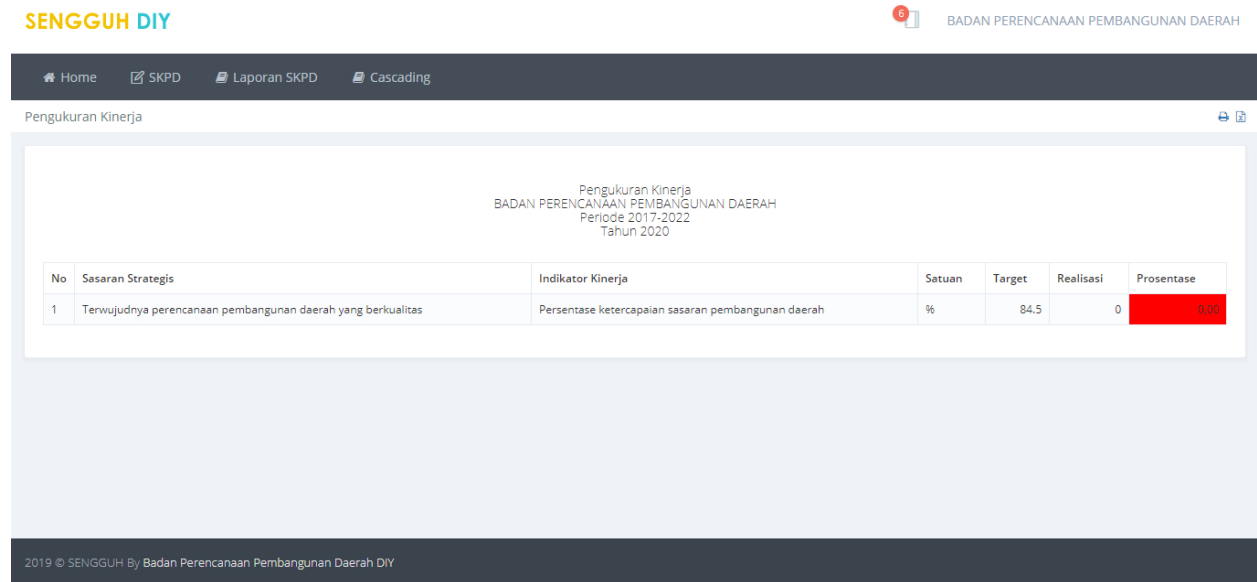 SENGGUH DIY
6
BADAN PERENCANAAN PEMBANGUNAN DAERAH
Home SKPD Laporan SKPD Cascading
Pengukuran Kinerja
Pengukuran Kinerja
BADAN PERENCANAAN PEMBANGUNAN DAERAH
Periode 2017-2022
Tahun 2020
No Sasaran Strategis Indikator Kinerja Satuan Target Realisasi Prosentase
1 Terwujudnya perencanaan pembangunan daerah yang berkualitas Persentase ketercapaian sasaran pembangunan daerah % 84.5 0 0,00
2019 © SENGGUH By Badan Perencanaan Pembangunan Daerah DIY